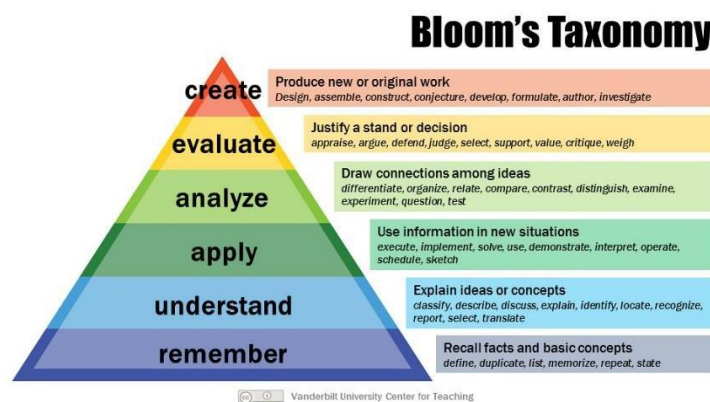 Bloom's Taxonomy
create
Produce new or original work
Design, assemble, construct, conjecture, develop, formulate, author, investigate
evaluate
Justify a stand or decision
appraise, argue, defend, judge, select, support, value, critique, weigh
analyze
Draw connections among ideas
differentiate, organize, relate, compare, contrast, distinguish, examine,
experiment, question, test
apply
Use information in new situations
execute, implement, solve, use, demonstrate, interpret, operate,
schedule, sketch
understand
Explain ideas or concepts
classify, describe, discuss, explain, identify, locate, recognize,
report, select, translate
remember
Recall facts and basic concepts
define, duplicate, list, memorize, repeat, state
cc
Vanderbilt University Center for Teaching